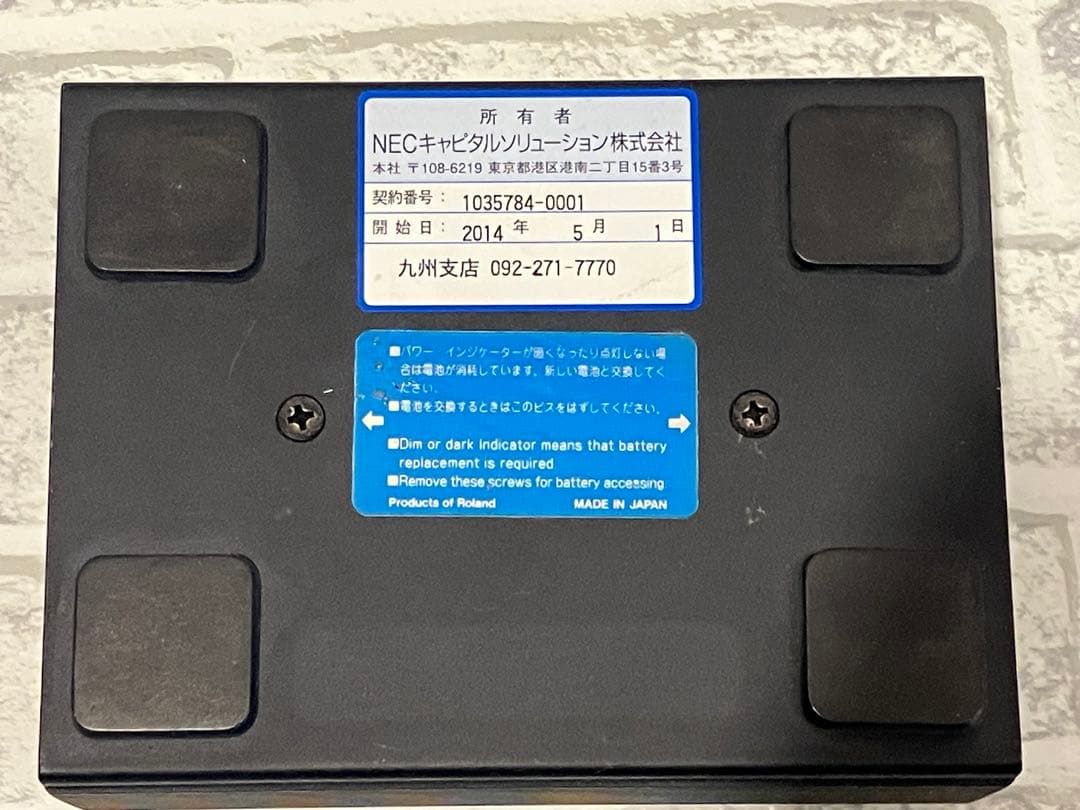 所有者
NECキャピタルソリューション株式会社
本社 〒108-6219 東京都港区港南二丁目15番3号
契約番号: 1035784-0001
開始日: 2014 年 5 月 1 日
九州支店 092-271-7770
■パワー インジケーターが暗くなったり点灯しない場
合は電池が消耗しています。新しい電池と交換してく
ださい。
■電池を交換するときはこのビスをはずしてください。
■Dim or dark Indicator means that battery
replacement is required
■Remove these screws for battery accessing
Products of Roland MADE IN JAPAN